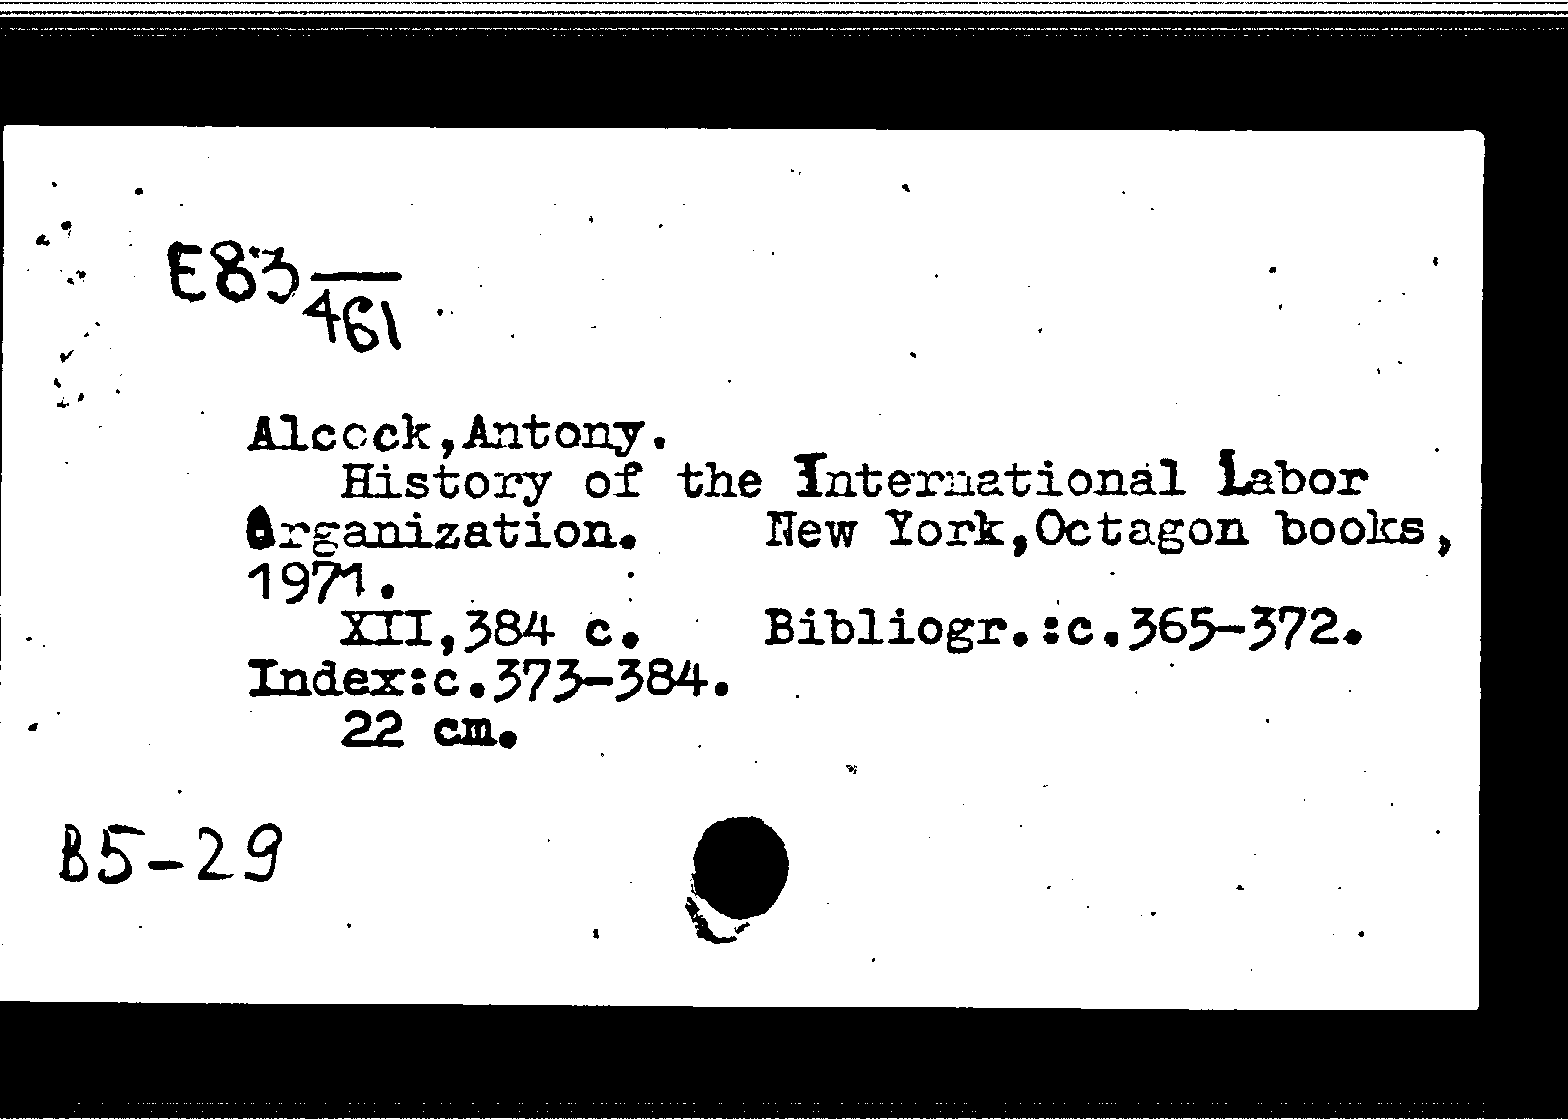 E83
461
Alcock,Antony.
History of the International Labor
Organization. New York,Octagon books,
1971.
XII,384 c. Bibliogr.:c.365-372.
Index:c.373-384.
22 cm.
B5-29